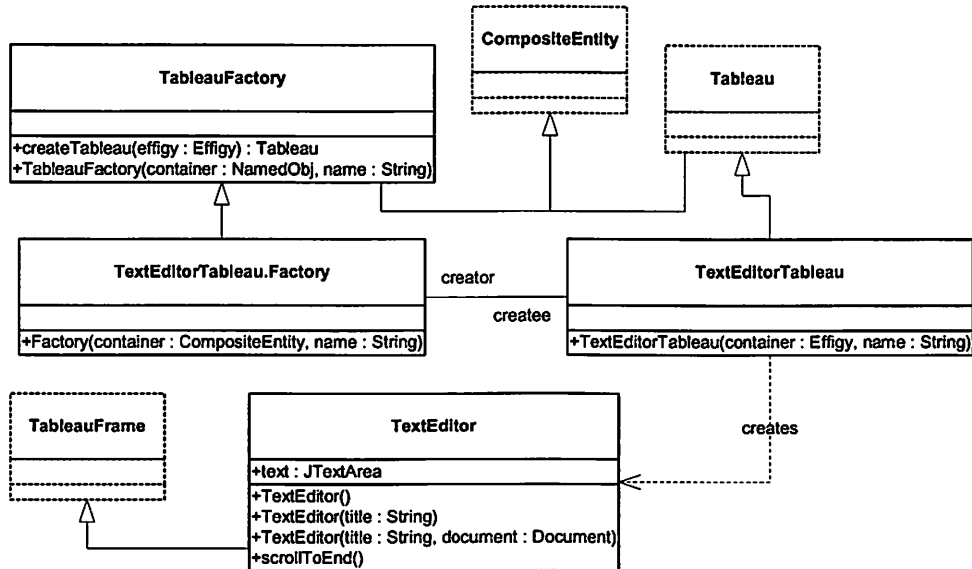 CompositeEntity
TableauFactory
Tableau
+createTableau(effigy : Effigy) : Tableau
+TableauFactory(container : NamedObj, name : String)
TextEditorTableau.Factory
TextEditorTableau
creator
createe
+Factory(container : CompositeEntity, name : String)
+TextEditorTableau(container : Effigy, name : String)
TableauFrame
TextEditor
creates
+text : JTextArea
+TextEditor()
+TextEditor(title : String)
+TextEditor(title : String, document : Document)
+scrollToEnd()